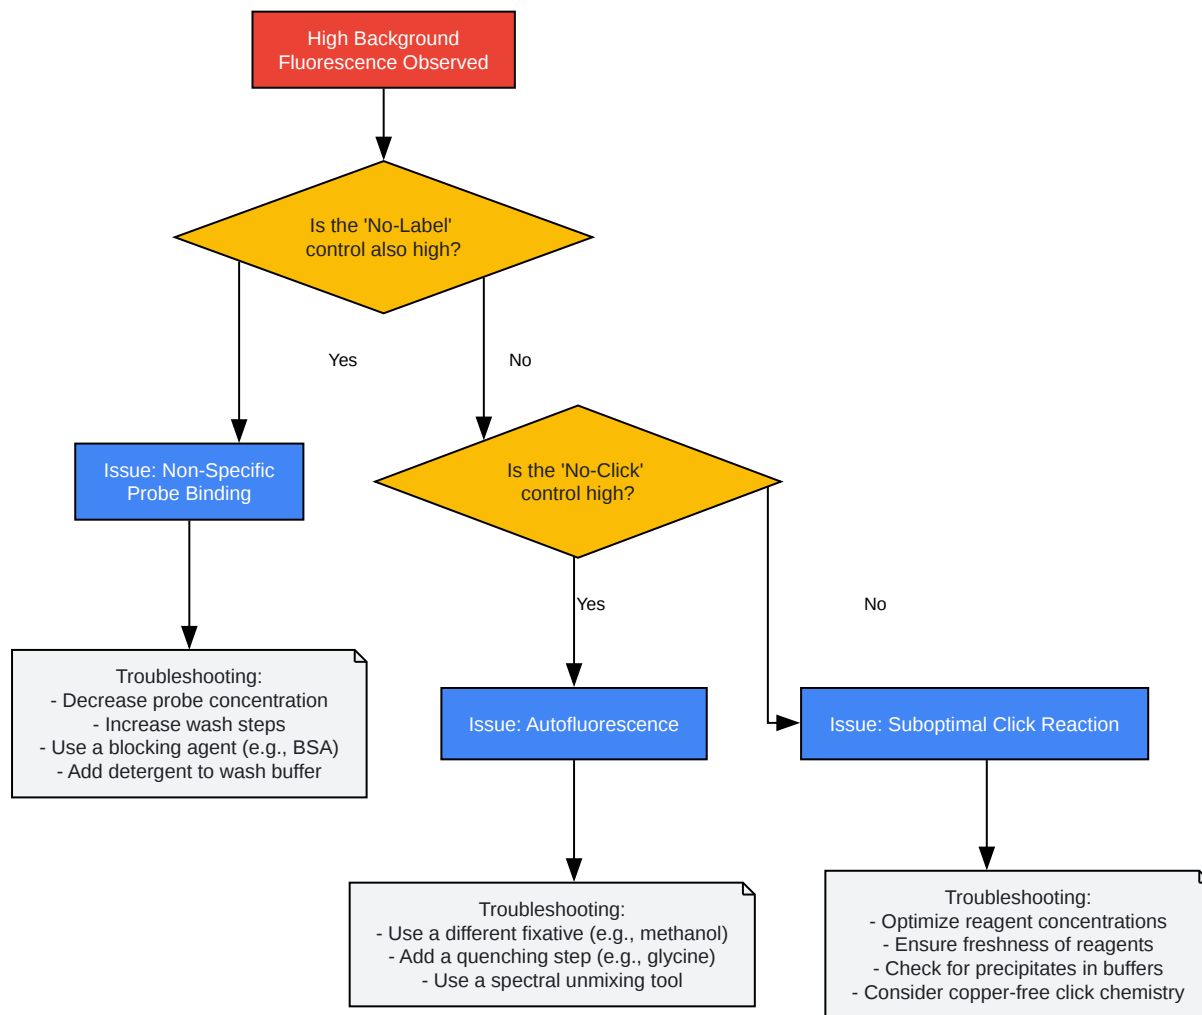 High Background
Fluorescence Observed
Is the 'No-Label'
control also high?
Yes
No
Issue: Non-Specific
Probe Binding
Is the 'No-Click'
control high?
Yes
No
Troubleshooting:
- Decrease probe concentration
- Increase wash steps
- Use a blocking agent (e.g., BSA)
- Add detergent to wash buffer
Issue: Autofluorescence
Issue: Suboptimal Click Reaction
Troubleshooting:
- Use a different fixative (e.g., methanol)
- Add a quenching step (e.g., glycine)
- Use a spectral unmixing tool
Troubleshooting:
- Optimize reagent concentrations
- Ensure freshness of reagents
- Check for precipitates in buffers
- Consider copper-free click chemistry